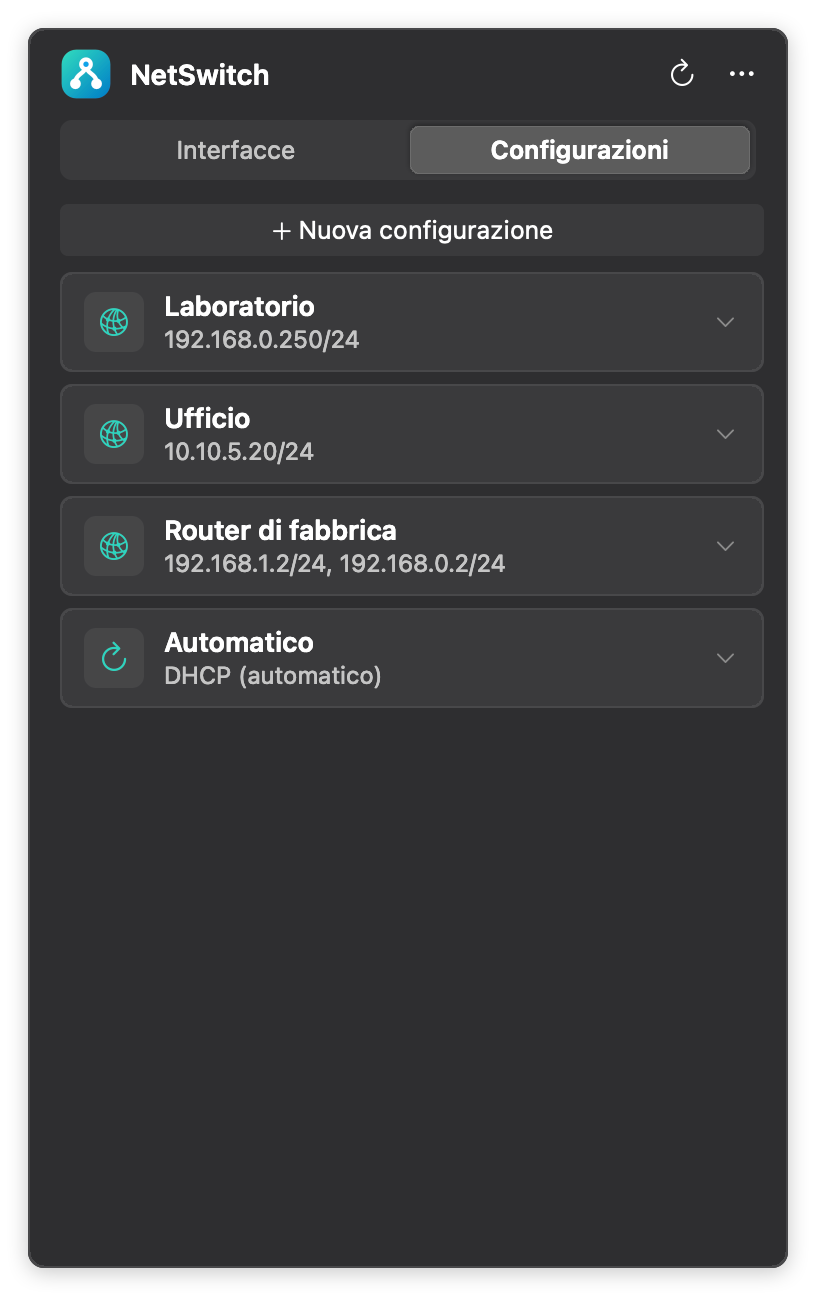 NetSwitch
Interfacce
Configurazioni
+ Nuova configurazione
Laboratorio
192.168.0.250/24
Ufficio
10.10.5.20/24
Router di fabbrica
192.168.1.2/24, 192.168.0.2/24
Automatico
DHCP (automatico)